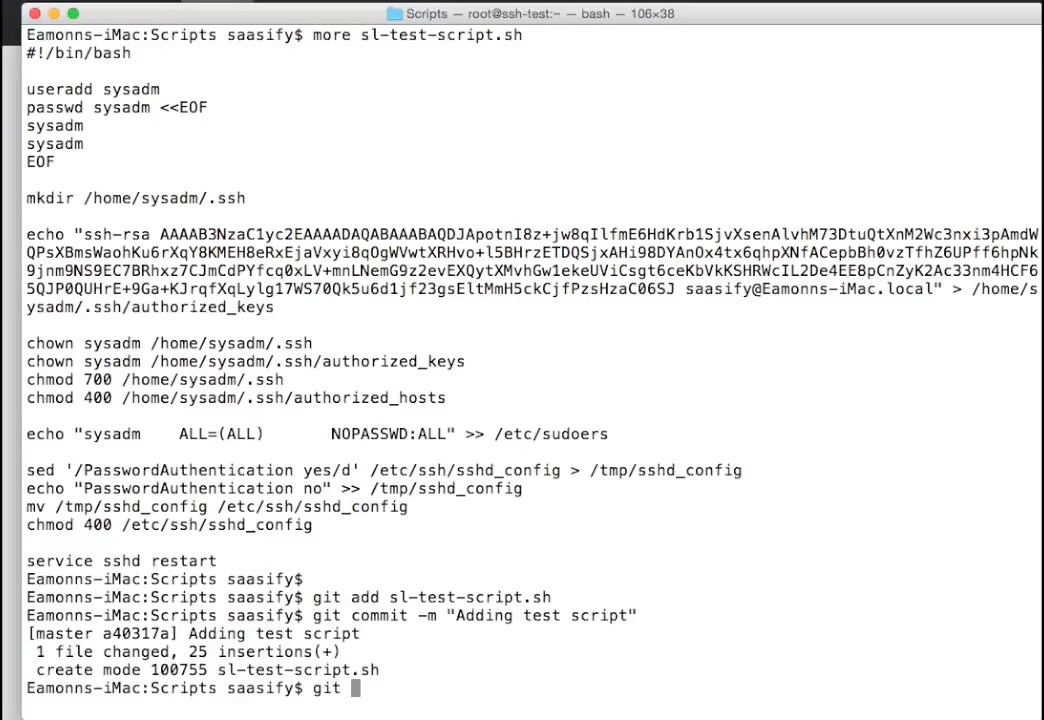 Scripts — root@ssh-test:~ — bash — 106×38
Eamonns-iMac:Scripts saasify$ more sl-test-script.sh
#!/bin/bash
useradd sysadm
passwd sysadm <<EOF
sysadm
sysadm
EOF
mkdir /home/sysadm/.ssh
echo "ssh-rsa AAAAB3NzaC1yc2EAAAADAQABAAABAQDJApotnI8z+jw8qIlfmE6HdKrb1SjvXsenAlvhM73DtuQtXnM2Wc3nxi3pAmdW
QPsXBmsWaohKu6rXqY8KMEH8eRxEjaVxyi8qOgWVwtXRHvo+l5BHrzETDQSjxAHi98DYAnOx4tx6qhpXNfACepbBh0vzTfhZ6UPff6hpNk
9jnm9NS9EC7BRhxz7CJmCdPYfcq0xLV+mnLNemG9z2evEXQytXMvhGw1ekeUViCsgt6ceKbVkKSHRWcIL2De4EE8pCnZyK2Ac33nm4HCF6
5QJP0QUHrE+9Ga+KJrqfXqLylg17WS70Qk5u6d1jf23gsEltMmH5ckCjfPzsHzaC06SJ saasify@Eamonns-iMac.local" > /home/s
ysadm/.ssh/authorized_keys
chown sysadm /home/sysadm/.ssh
chown sysadm /home/sysadm/.ssh/authorized_keys
chmod 700 /home/sysadm/.ssh
chmod 400 /home/sysadm/.ssh/authorized_hosts
echo "sysadm    ALL=(ALL)       NOPASSWD:ALL" >> /etc/sudoers
sed '/PasswordAuthentication yes/d' /etc/ssh/sshd_config > /tmp/sshd_config
echo "PasswordAuthentication no" >> /tmp/sshd_config
mv /tmp/sshd_config /etc/ssh/sshd_config
chmod 400 /etc/ssh/sshd_config
service sshd restart
Eamonns-iMac:Scripts saasify$
Eamonns-iMac:Scripts saasify$ git add sl-test-script.sh
Eamonns-iMac:Scripts saasify$ git commit -m "Adding test script"
[master a40317a] Adding test script
 1 file changed, 25 insertions(+)
 create mode 100755 sl-test-script.sh
Eamonns-iMac:Scripts saasify$ git